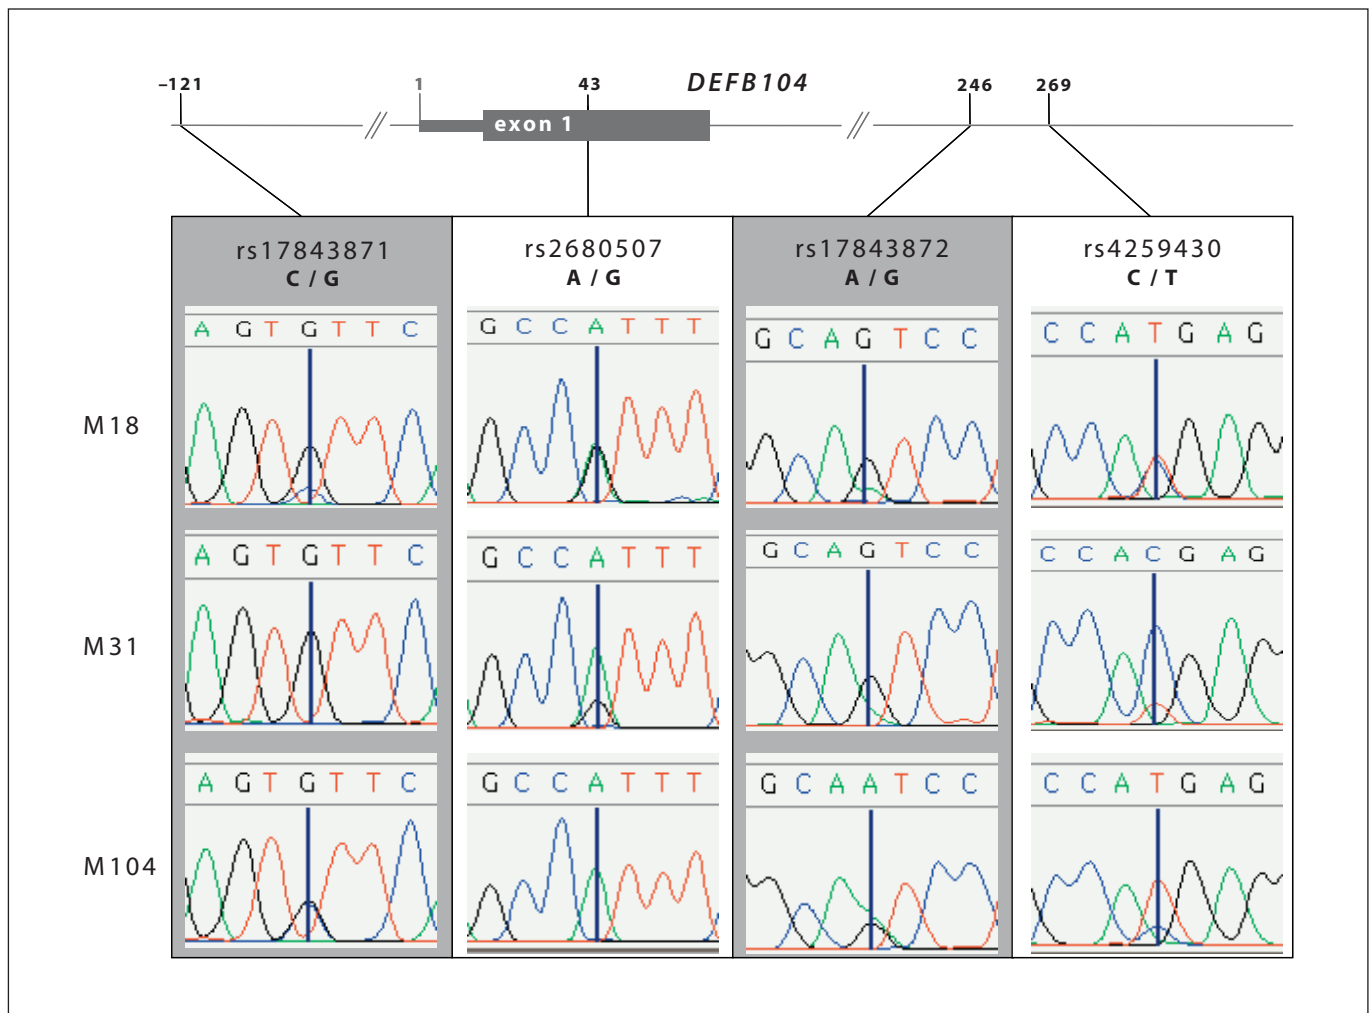 –121 1 43 DEFB104 246 269
exon 1
rs17843871 rs2680507 rs17843872 rs4259430
C / G A / G A / G C / T
M18
A G T G T T C
G C C A T T T
G C A G T C C
C C A T G A G
M31
A G T G T T C
G C C A T T T
G C A G T C C
C C A C G A G
M104
A G T G T T C
G C C A T T T
G C A A T C C
C C A T G A G